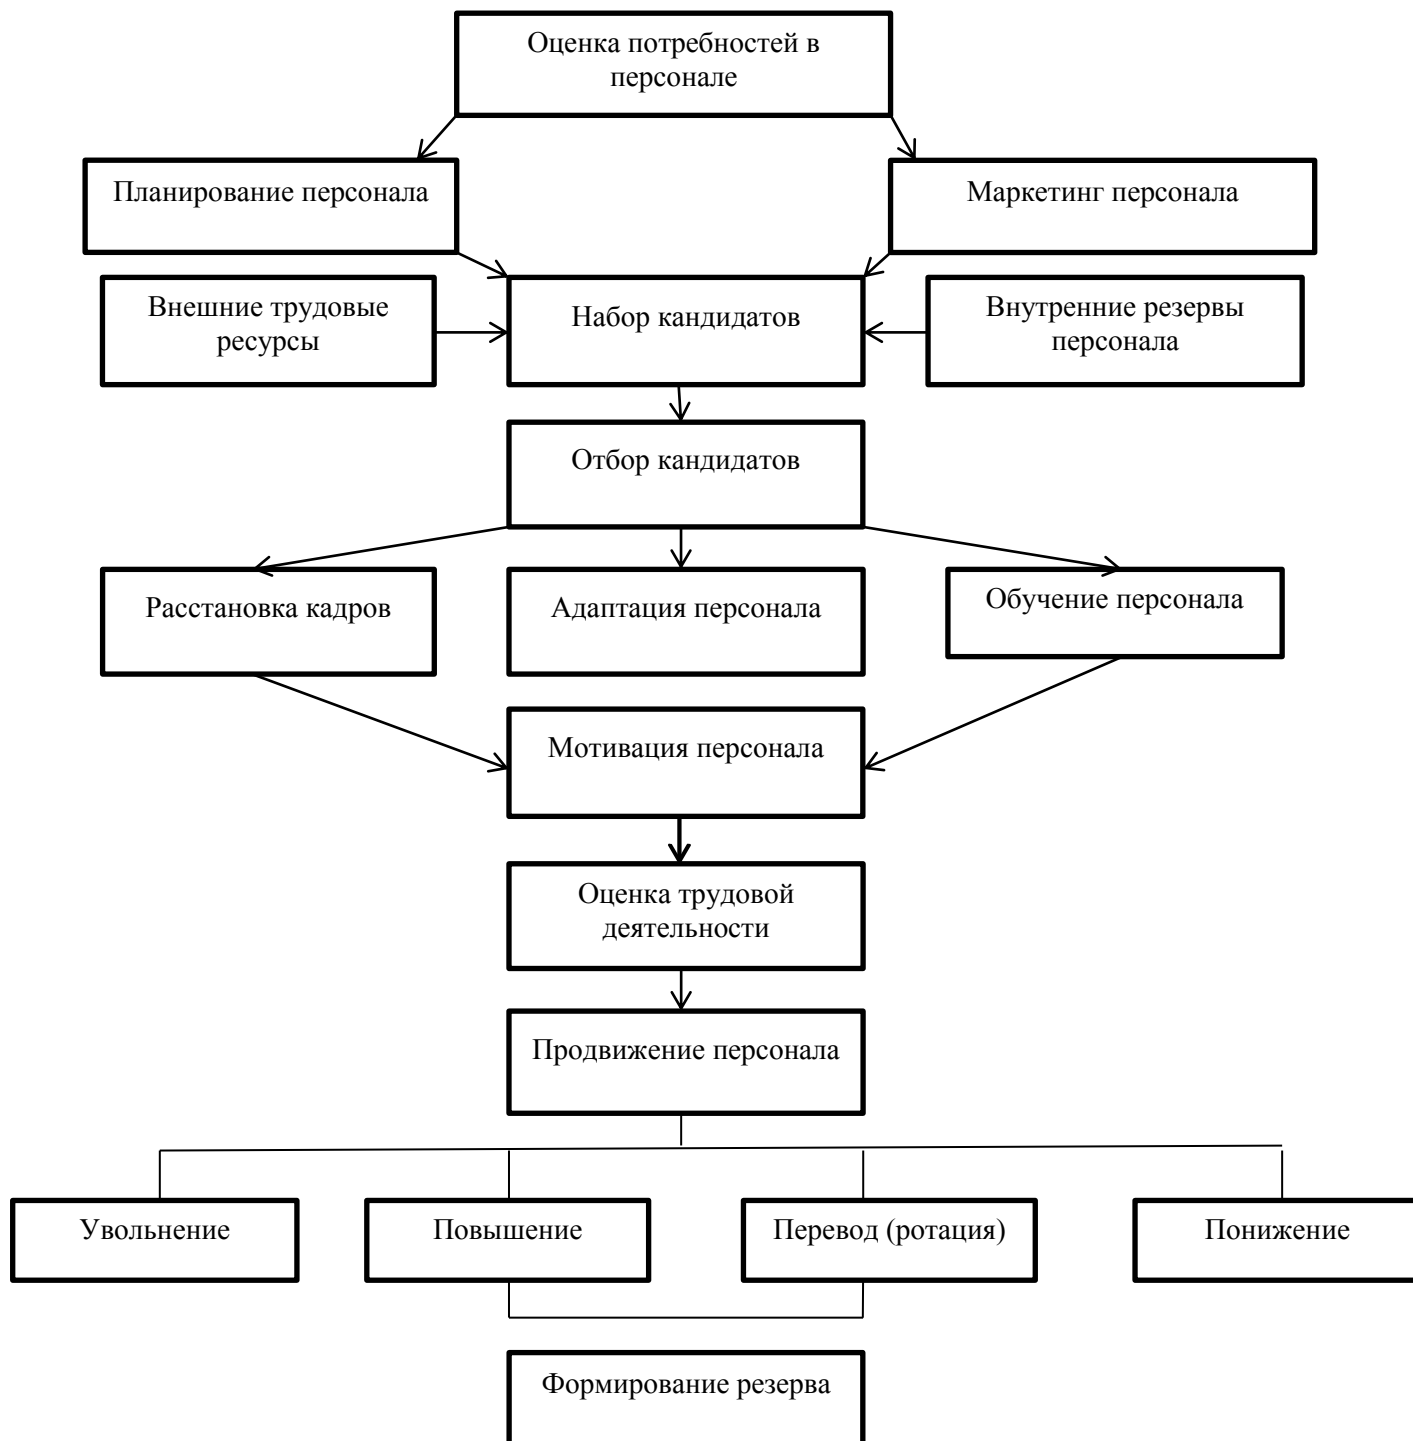 Оценка потребностей в
персонале
Планирование персонала
Маркетинг персонала
Внешние трудовые
ресурсы
Набор кандидатов
Внутренние резервы
персонала
Отбор кандидатов
Расстановка кадров
Адаптация персонала
Обучение персонала
Мотивация персонала
Оценка трудовой
деятельности
Продвижение персонала
Увольнение
Повышение
Перевод (ротация)
Понижение
Формирование резерва